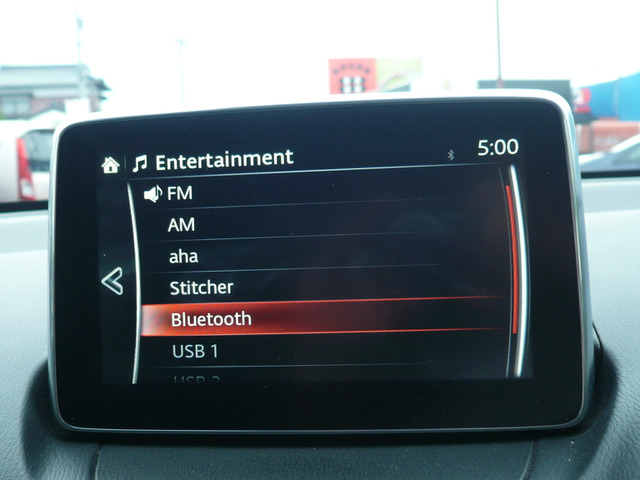 Entertainment 5:00
FM
AM
aha
Stitcher
Bluetooth
USB 1